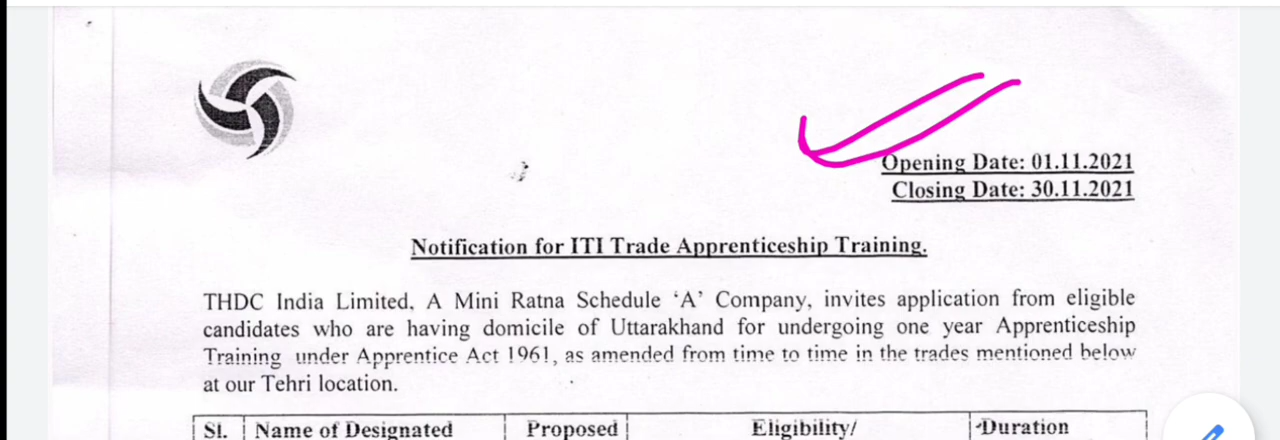 Opening Date: 01.11.2021
Closing Date: 30.11.2021
Notification for ITI Trade Apprenticeship Training.
THDC India Limited, A Mini Ratna Schedule ‘A’ Company, invites application from eligible
candidates who are having domicile of Uttarakhand for undergoing one year Apprenticeship
Training under Apprentice Act 1961, as amended from time to time in the trades mentioned below
at our Tehri location.
Sl. Name of Designated Proposed Eligibility/ Duration